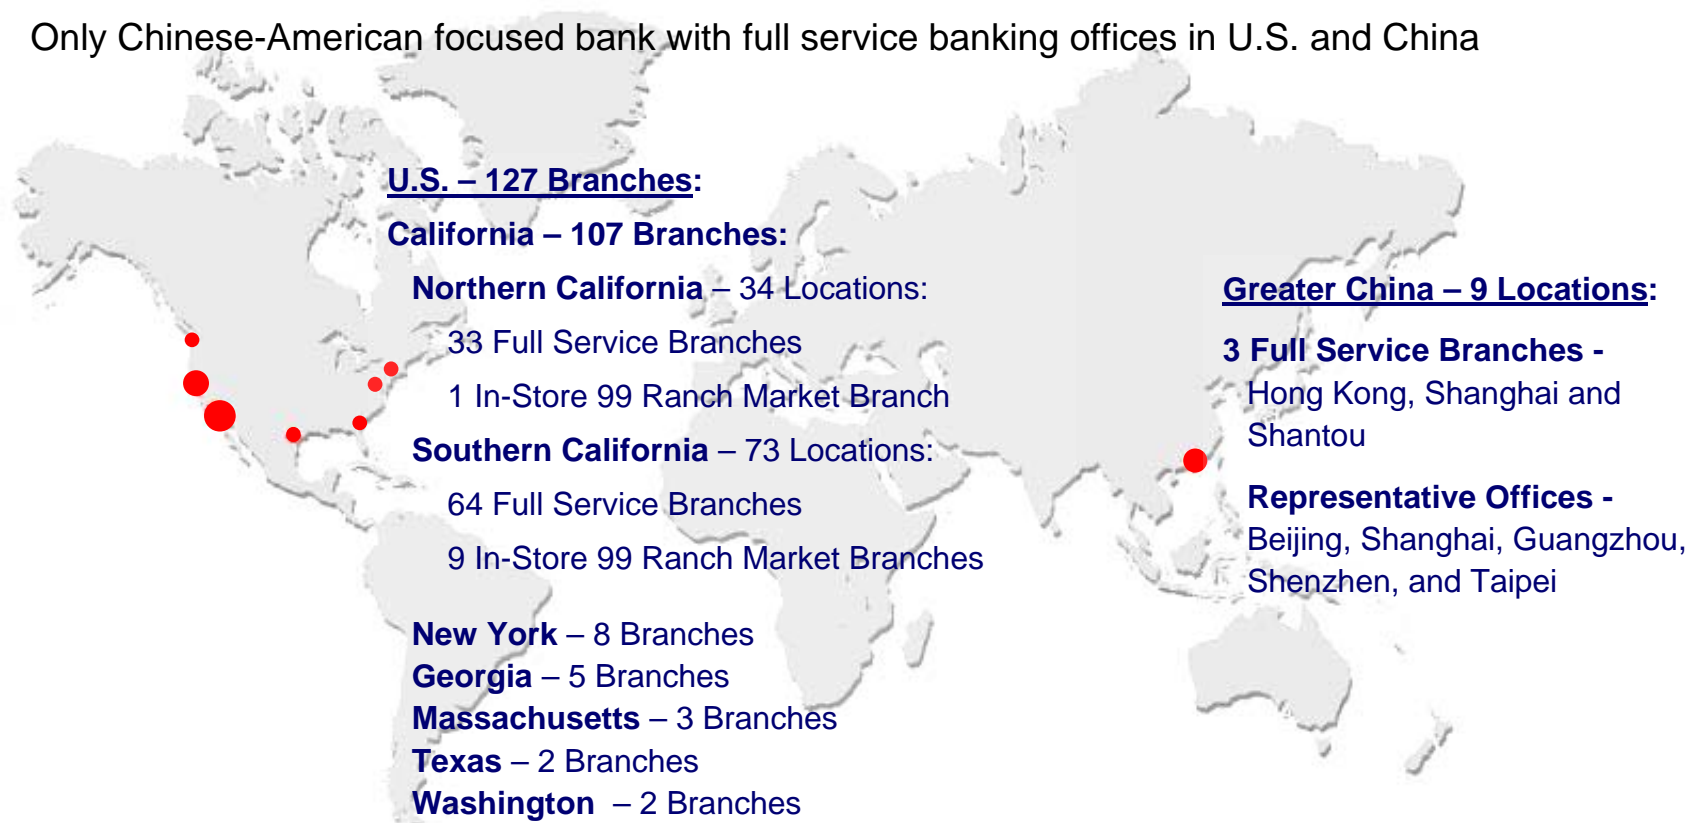 Only Chinese-American focused bank with full service banking offices in U.S. and China
U.S. – 127 Branches:
California – 107 Branches:
Northern California – 34 Locations:
33 Full Service Branches
1 In-Store 99 Ranch Market Branch
Southern California – 73 Locations:
64 Full Service Branches
9 In-Store 99 Ranch Market Branches
New York – 8 Branches
Georgia – 5 Branches
Massachusetts – 3 Branches
Texas – 2 Branches
Washington – 2 Branches
Greater China – 9 Locations:
3 Full Service Branches -
Hong Kong, Shanghai and
Shantou
Representative Offices -
Beijing, Shanghai, Guangzhou,
Shenzhen, and Taipei